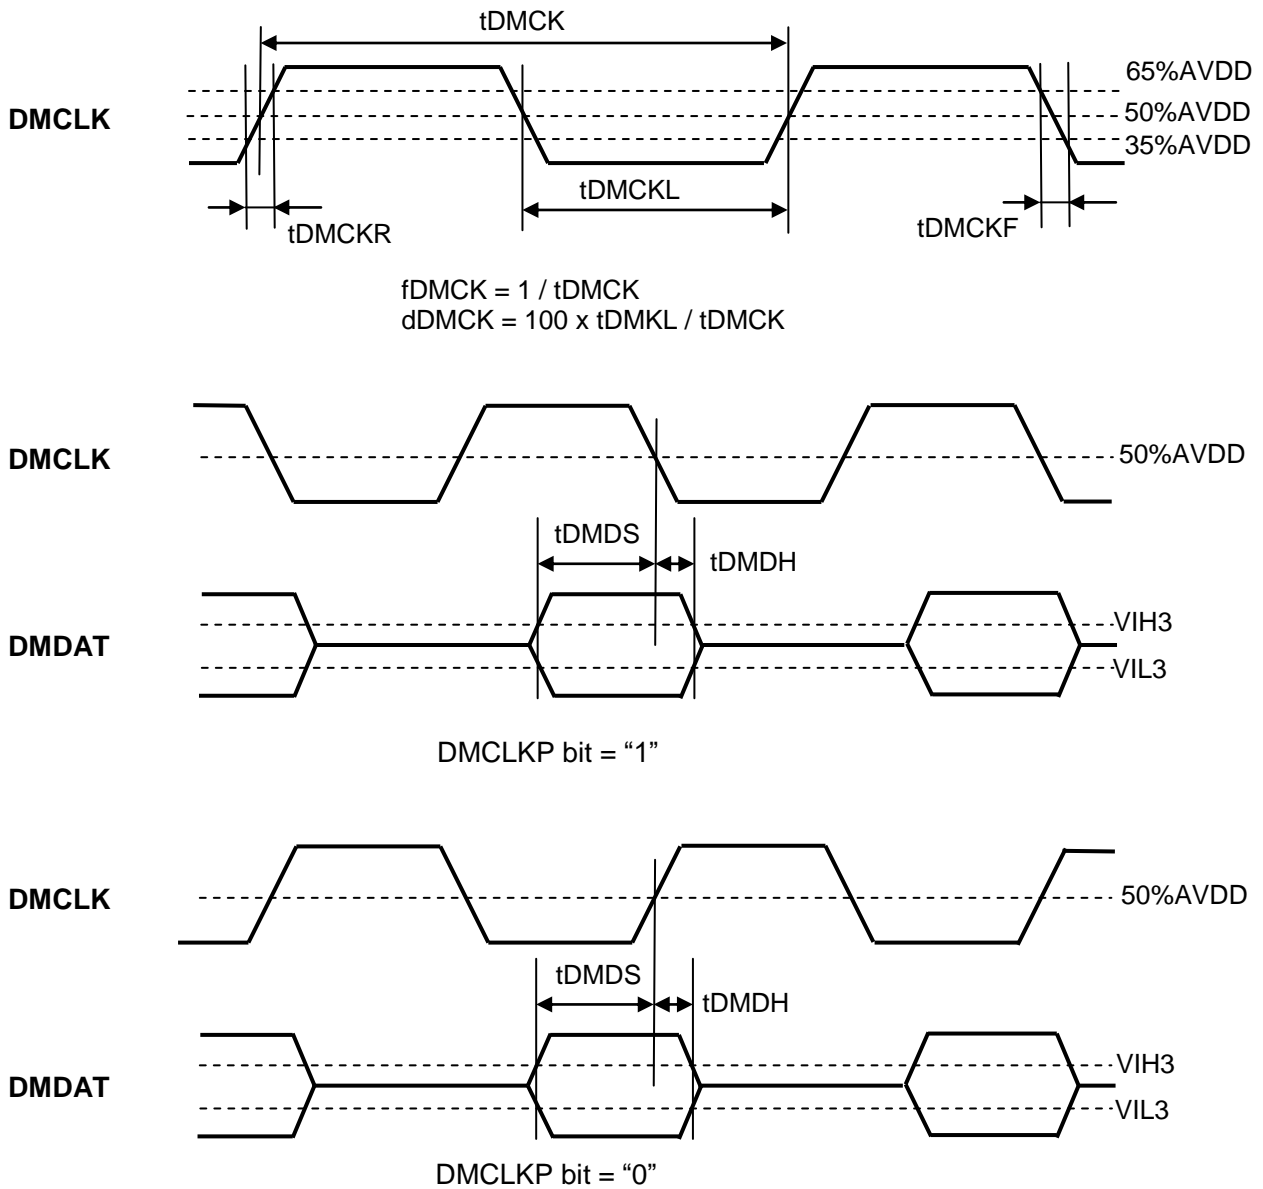 tDMCK
65%AVDD
DMCLK
50%AVDD
35%AVDD
tDMCKL
tDMCKR
tDMCKF
fDMCK = 1 / tDMCK
dDMCK = 100 x tDMKL / tDMCK
DMCLK
50%AVDD
tDMDS
tDMDH
VIH3
DMDAT
VIL3
DMCLKP bit = “1”
DMCLK
50%AVDD
tDMDS
tDMDH
VIH3
DMDAT
VIL3
DMCLKP bit = “0”